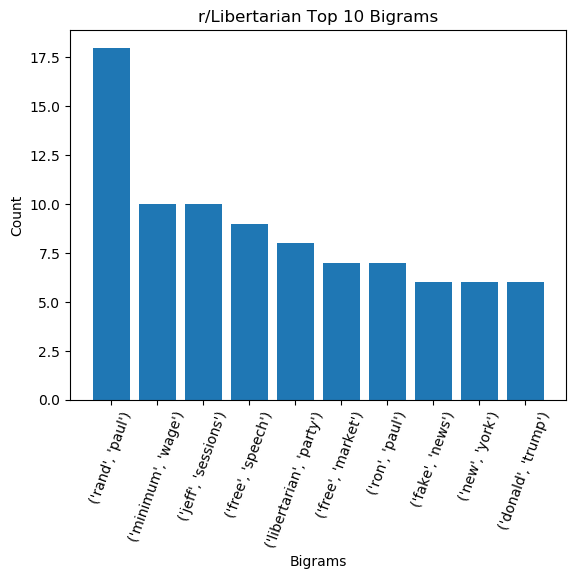 r/Libertarian Top 10 Bigrams
Count
17.5
15.0
12.5
10.0
7.5
5.0
2.5
0.0
('rand', 'paul')
('minimum', 'wage')
('jeff', 'sessions')
('free', 'speech')
('libertarian', 'party')
('free', 'market')
('ron', 'paul')
('fake', 'news')
('new', 'york')
('donald', 'trump')
Bigrams